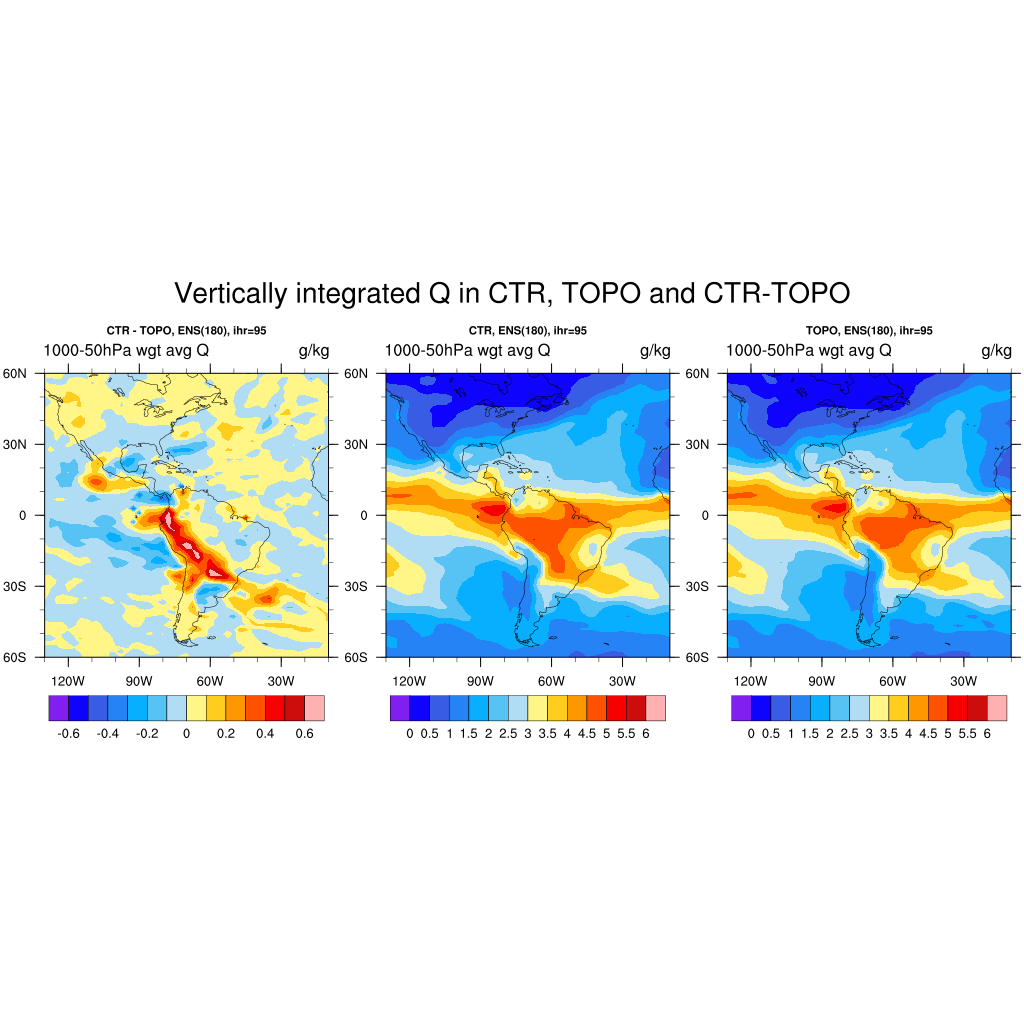 Vertically integrated Q in CTR, TOPO and CTR-TOPO
CTR - TOPO, ENS(180), ihr=95
1000-50hPa wgt avg Q g/kg
60N
30N
0
30S
60S
120W 90W 60W 30W
-0.6 -0.4 -0.2 0 0.2 0.4 0.6
CTR, ENS(180), ihr=95
1000-50hPa wgt avg Q g/kg
60N
30N
0
30S
60S
120W 90W 60W 30W
0 0.5 1 1.5 2 2.5 3 3.5 4 4.5 5 5.5 6
TOPO, ENS(180), ihr=95
1000-50hPa wgt avg Q g/kg
60N
30N
0
30S
60S
120W 90W 60W 30W
0 0.5 1 1.5 2 2.5 3 3.5 4 4.5 5 5.5 6